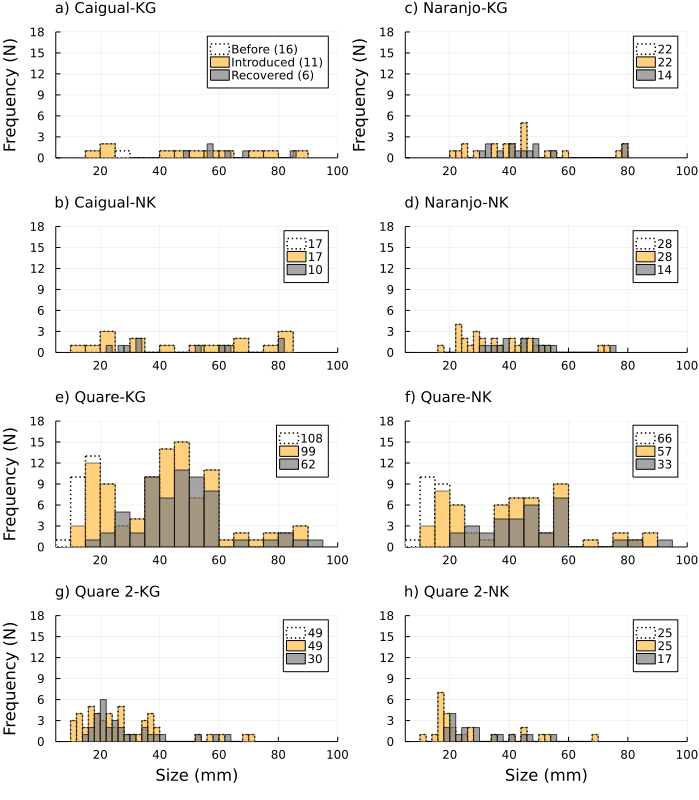 a) Caigual-KG
Frequency (N)
18
15
12
9
6
3
0
Before (16)
Introduced (11)
Recovered (6)
20 40 60 80 100
c) Naranjo-KG
Frequency (N)
18
15
12
9
6
3
0
22
22
14
20 40 60 80 100
b) Caigual-NK
Frequency (N)
18
15
12
9
6
3
0
17
17
10
20 40 60 80 100
d) Naranjo-NK
18
15
12
9
6
3
0
28
28
14
20 40 60 80 100
e) Quare-KG
Frequency (N)
18
15
12
9
6
3
0
108
99
62
20 40 60 80 100
f) Quare-NK
18
15
12
9
6
3
0
66
57
33
20 40 60 80 100
g) Quare 2-KG
Frequency (N)
18
15
12
9
6
3
0
49
49
30
20 40 60 80 100
Size (mm)
h) Quare 2-NK
18
15
12
9
6
3
0
25
25
17
20 40 60 80 100
Size (mm)